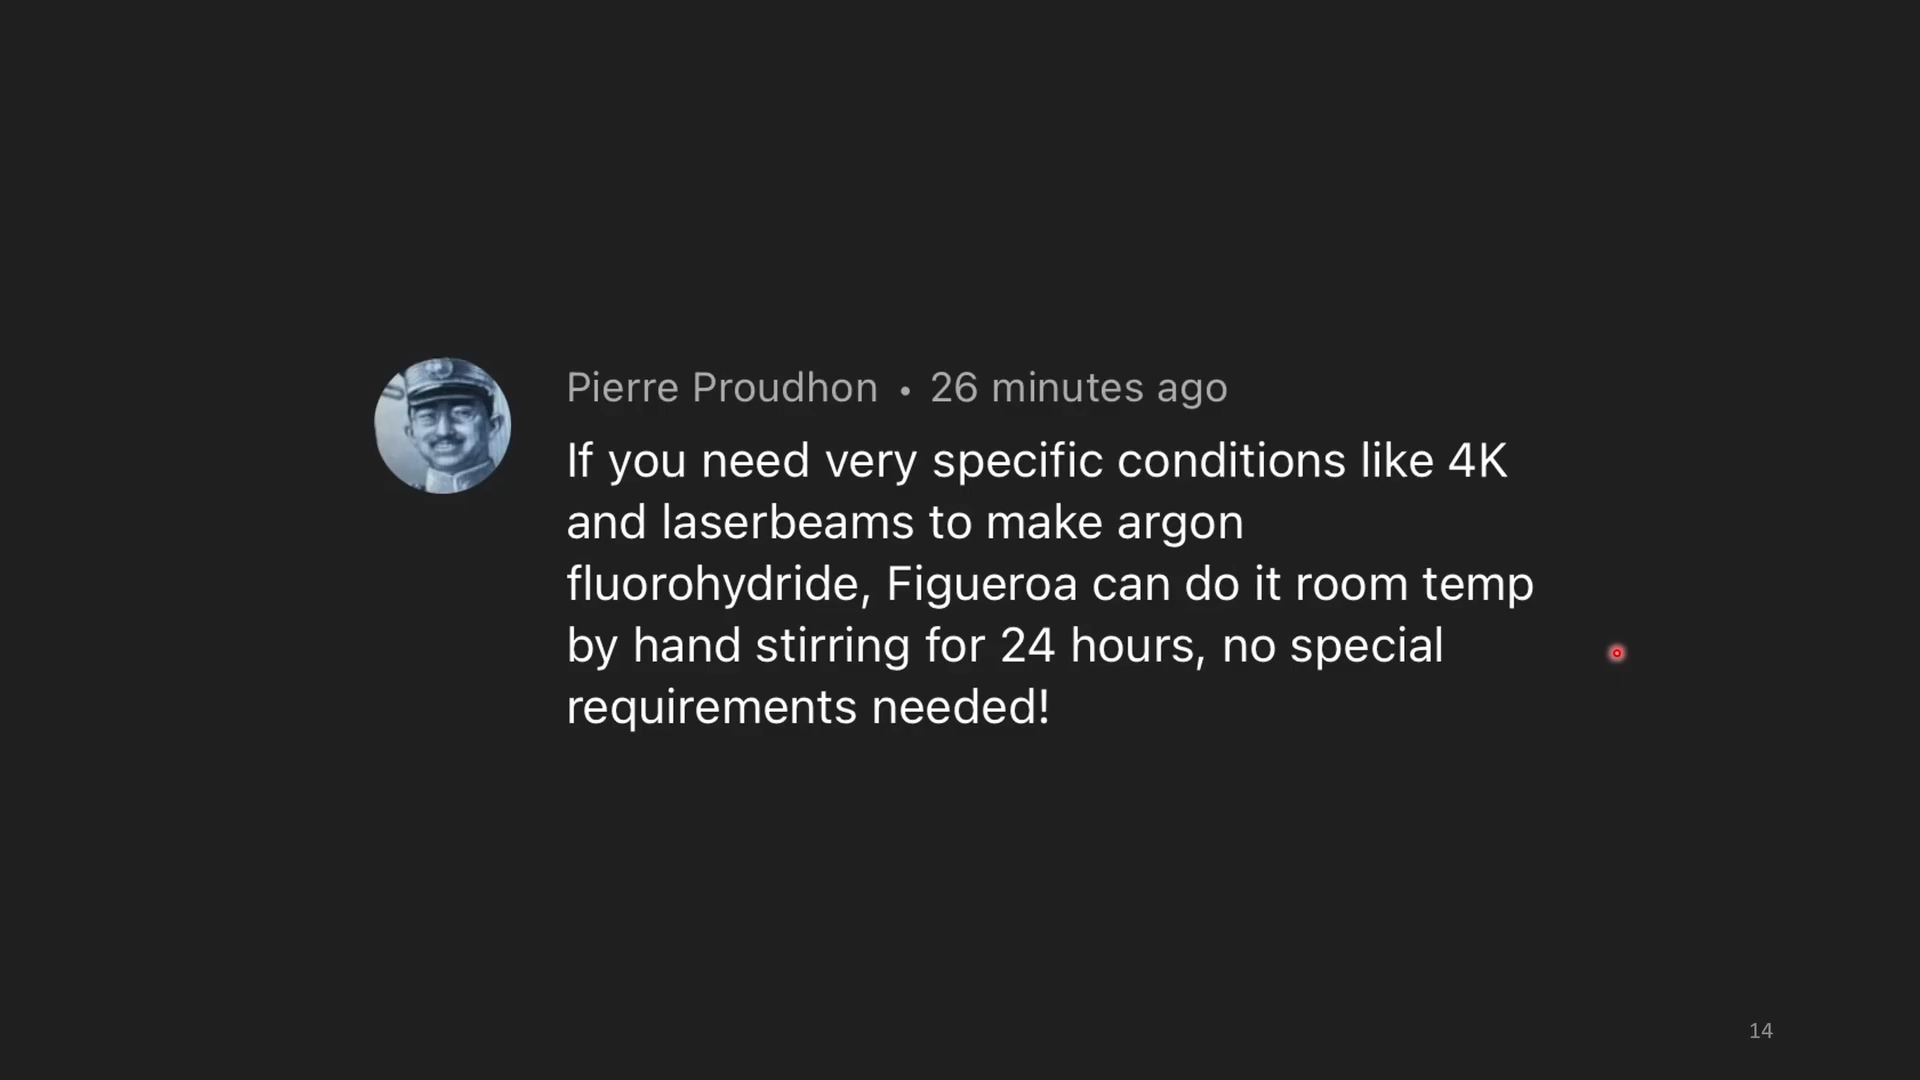 Pierre Proudhon • 26 minutes ago
If you need very specific conditions like 4K
and laserbeams to make argon
fluorohydride, Figueroa can do it room temp
by hand stirring for 24 hours, no special
requirements needed!
14